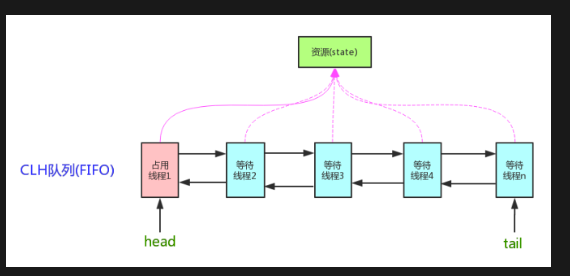 资源(state)
CLH队列(FIFO)
占用
线程1
等待
线程2
等待
线程3
等待
线程4
等待
线程n
head
tail